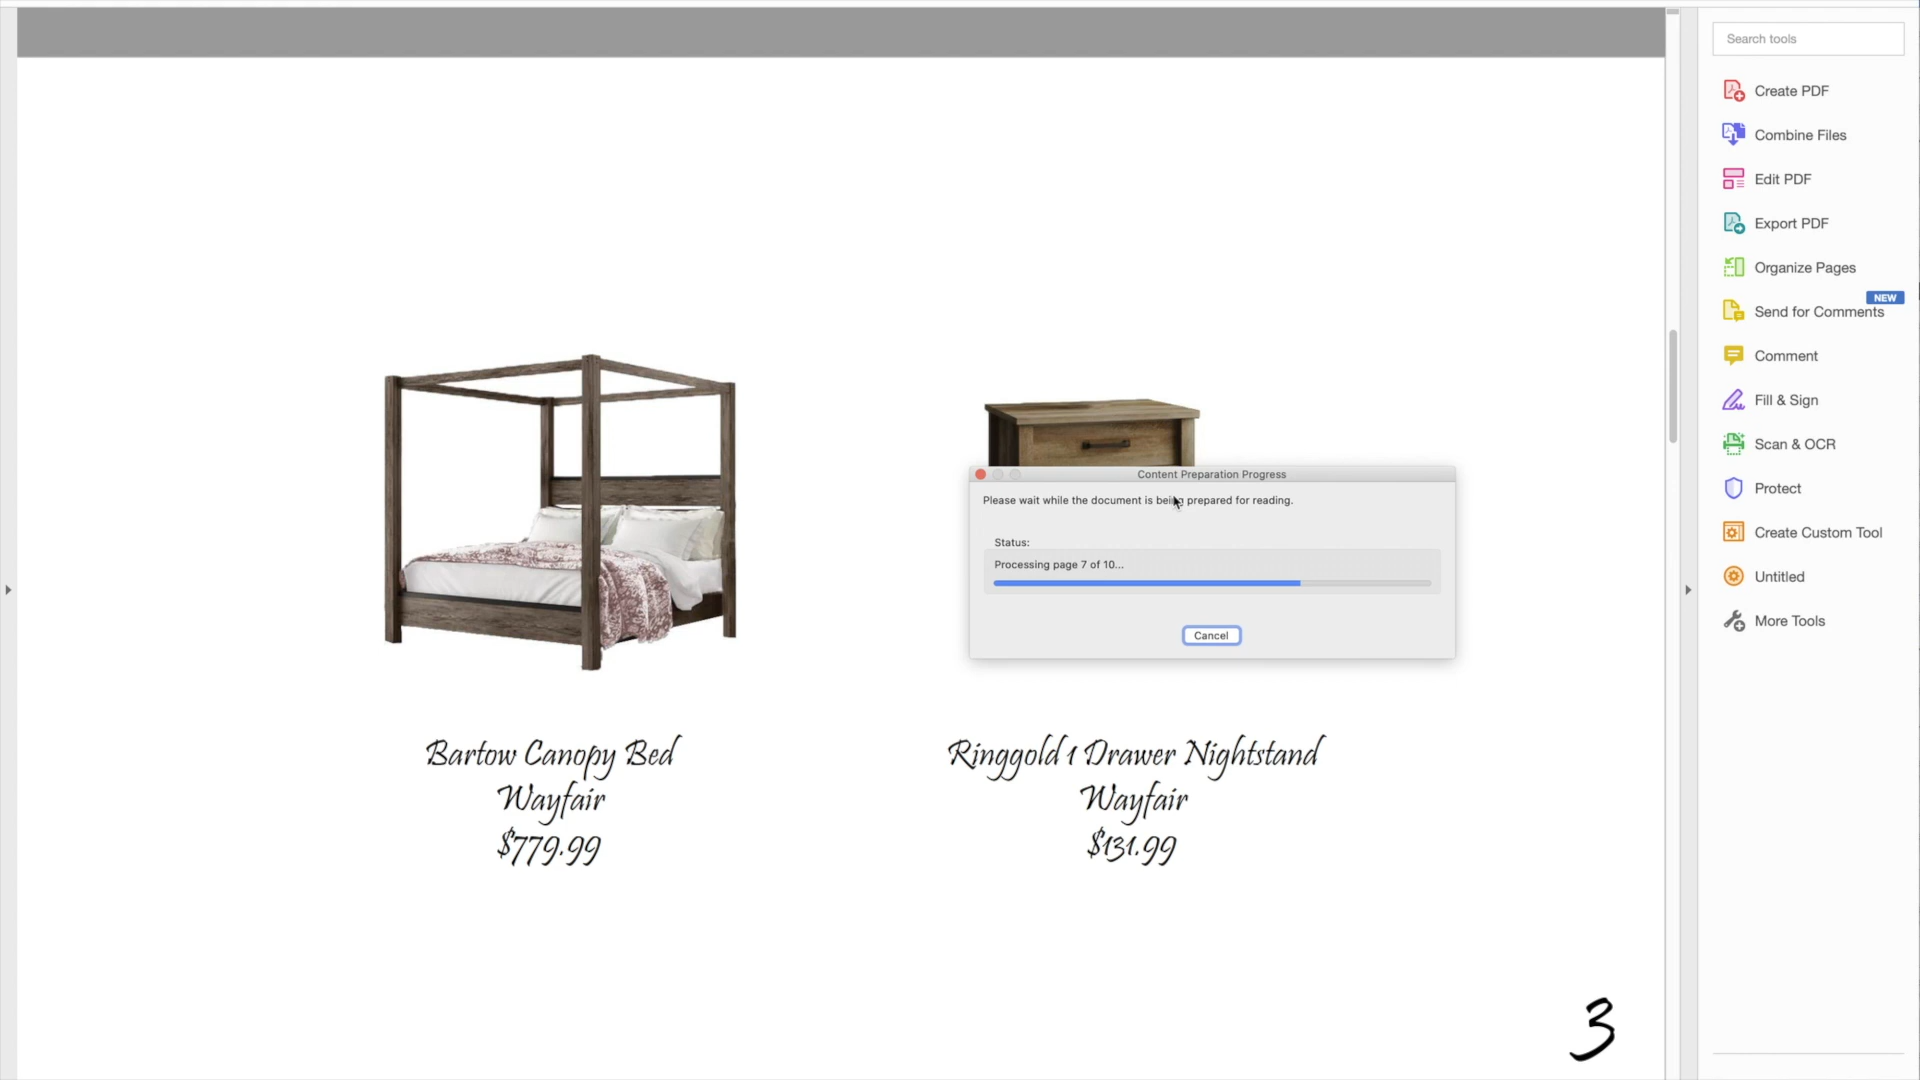 Search tools
Create PDF
Combine Files
Edit PDF
Export PDF
Organize Pages
NEW
Send for Comments
Comment
Fill & Sign
Scan & OCR
Protect
Create Custom Tool
Untitled
More Tools
Content Preparation Progress
Please wait while the document is being prepared for reading.
Status:
Processing page 7 of 10...
Cancel
Bartow Canopy Bed
Wayfair
$779.99
Ringgold 1 Drawer Nightstand
Wayfair
$131.99
3